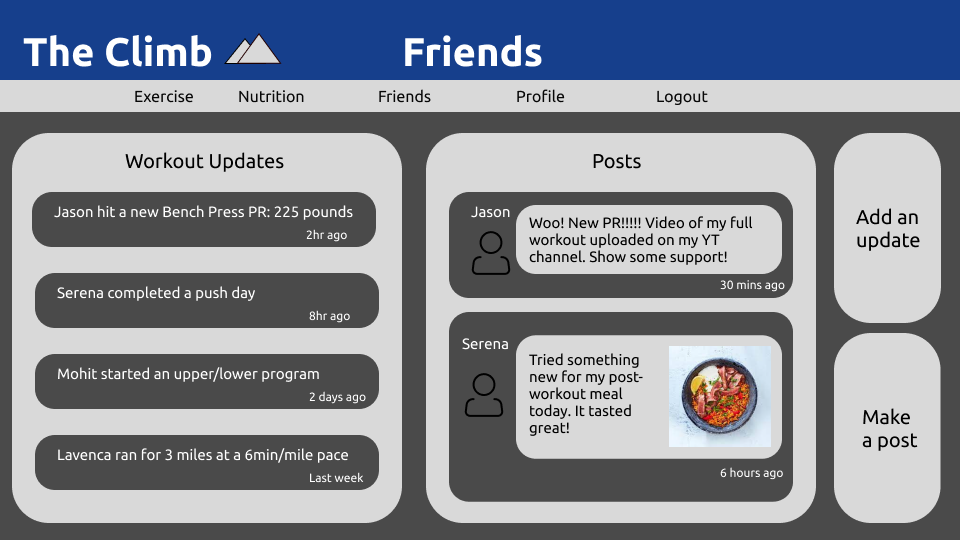 The Climb
Friends
Exercise Nutrition Friends Profile Logout
Workout Updates
Jason hit a new Bench Press PR: 225 pounds
2hr ago
Serena completed a push day
8hr ago
Mohit started an upper/lower program
2 days ago
Lavenca ran for 3 miles at a 6min/mile pace
Last week
Posts
Jason
Woo! New PR!!!!! Video of my full
workout uploaded on my YT
channel. Show some support!
30 mins ago
Serena
Tried something
new for my post-
workout meal
today. It tasted
great!
6 hours ago
Add an
update
Make
a post